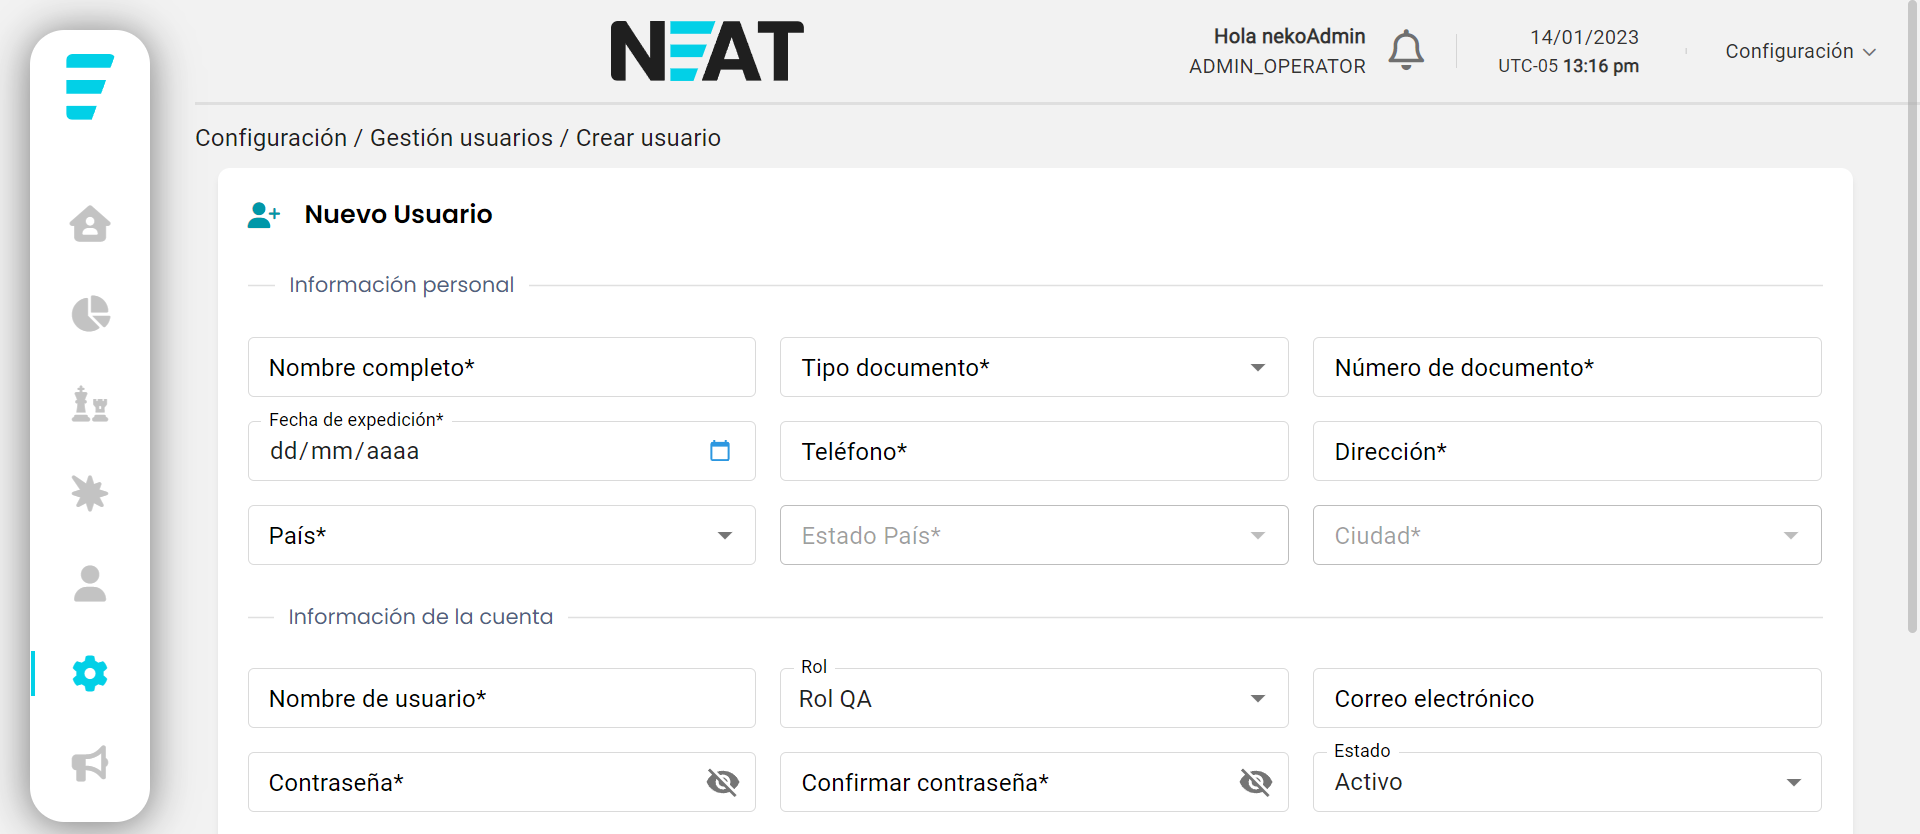 NEAT
Hola nekoAdmin
ADMIN_OPERATOR
14/01/2023
UTC-05 13:16 pm
Configuración
Configuración / Gestión usuarios / Crear usuario
Nuevo Usuario
Información personal
Nombre completo*
Tipo documento*
Número de documento*
Fecha de expedición*
dd/mm/aaaa
Teléfono*
Dirección*
País*
Estado País*
Ciudad*
Información de la cuenta
Nombre de usuario*
Rol
Rol QA
Correo electrónico
Contraseña*
Confirmar contraseña*
Estado
Activo